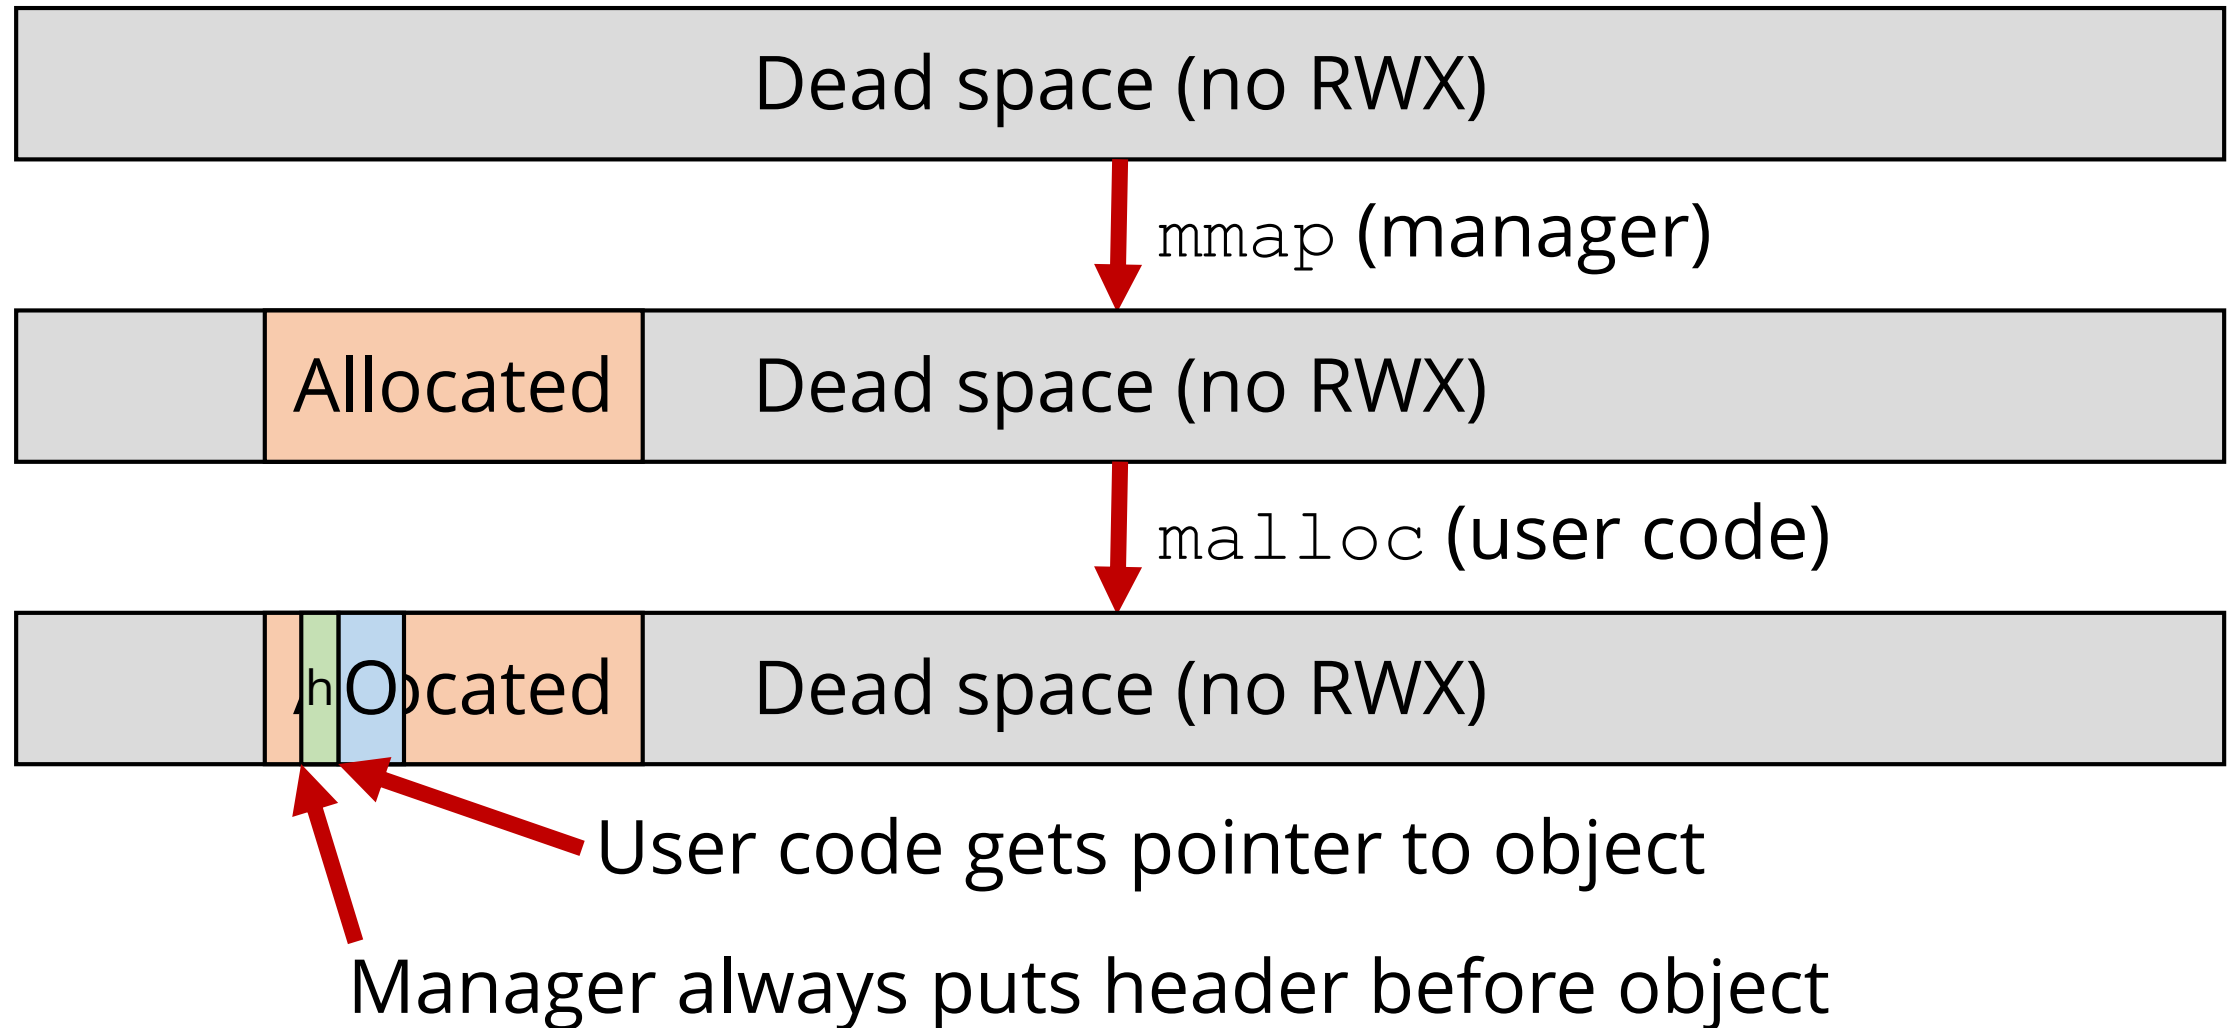 Dead space (no RWX)
mmap (manager)
Allocated Dead space (no RWX)
malloc (user code)
h O ocated Dead space (no RWX)
User code gets pointer to object
Manager always puts header before object